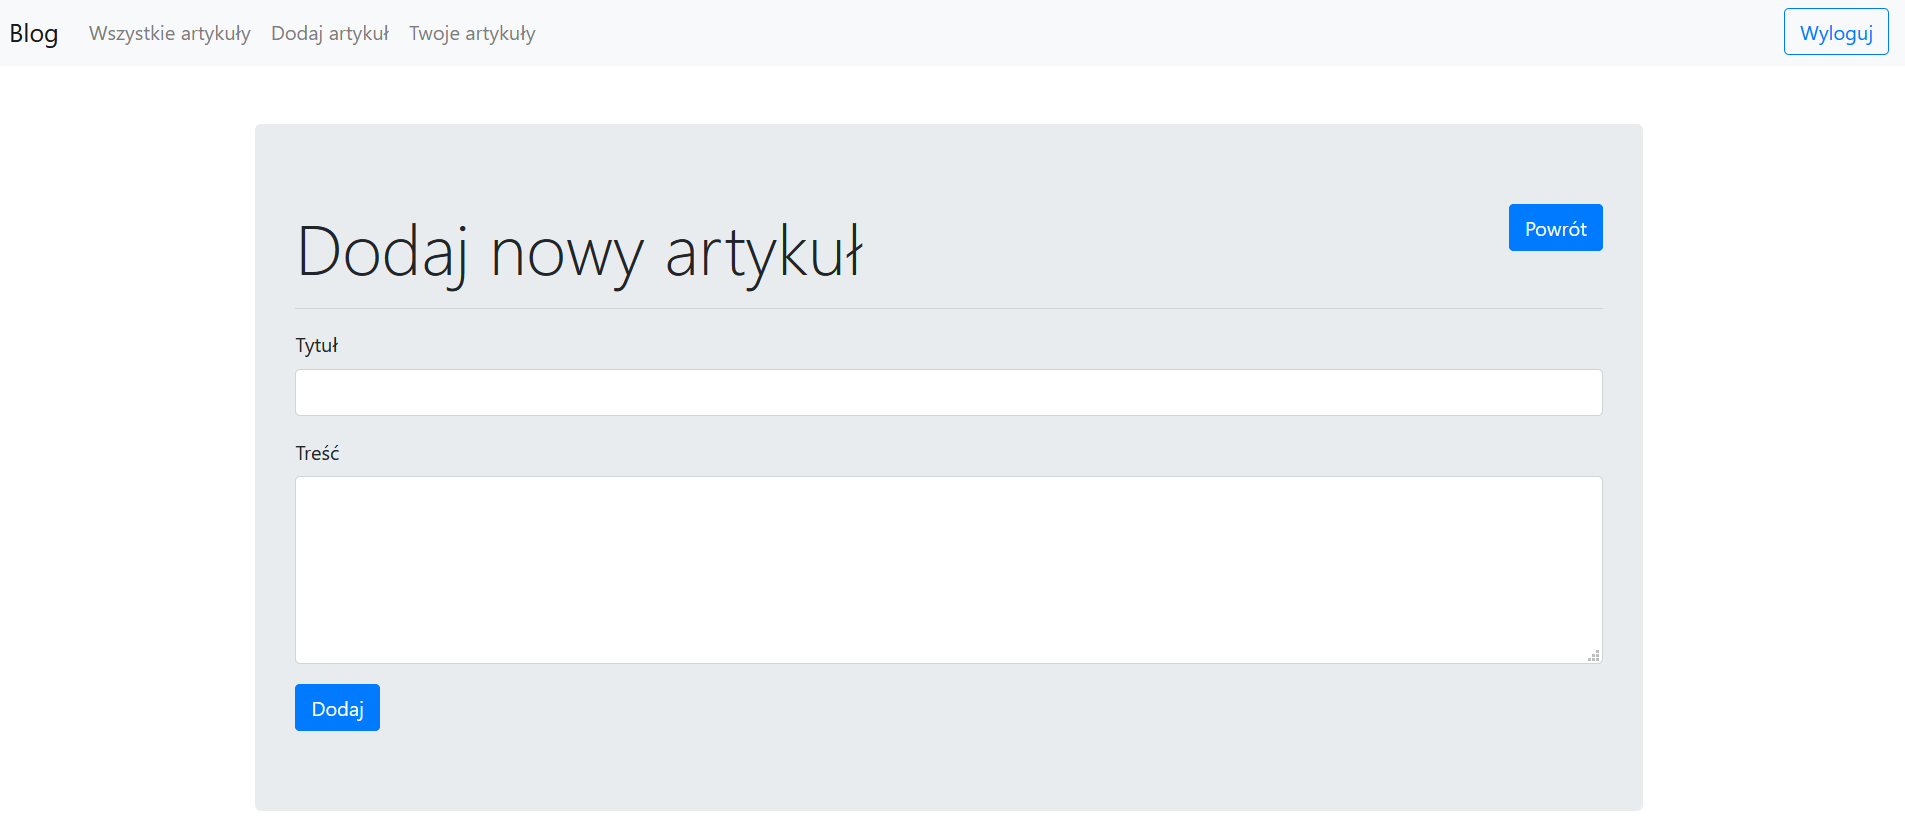 Blog Wszystkie artykuły Dodaj artykuł Twoje artykuły Wyloguj
Powrót
Dodaj nowy artykuł
Tytuł
Treść
Dodaj